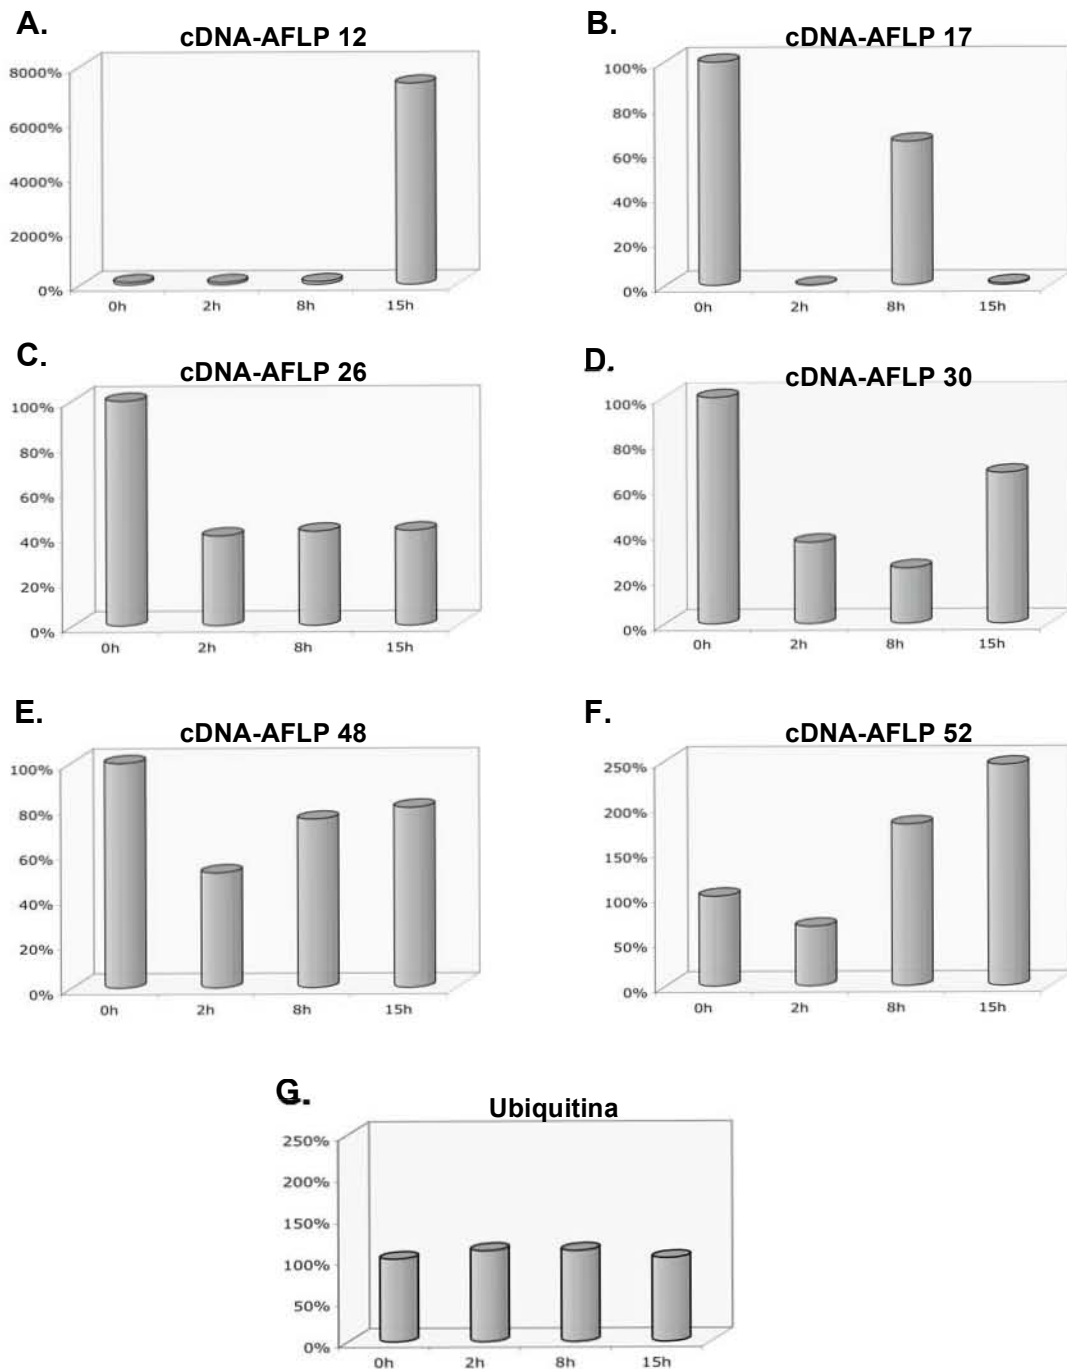 A.
cDNA-AFLP 12
8000%
6000%
4000%
2000%
0%
0h 2h 8h 15h
B.
cDNA-AFLP 17
100%
80%
60%
40%
20%
0%
0h 2h 8h 15h
C.
cDNA-AFLP 26
100%
80%
60%
40%
20%
0%
0h 2h 8h 15h
D.
cDNA-AFLP 30
100%
80%
60%
40%
20%
0%
0h 2h 8h 15h
E.
cDNA-AFLP 48
100%
80%
60%
40%
20%
0%
0h 2h 8h 15h
F.
cDNA-AFLP 52
250%
200%
150%
100%
50%
0%
0h 2h 8h 15h
G.
Ubiquitina
250%
200%
150%
100%
50%
0%
0h 2h 8h 15h